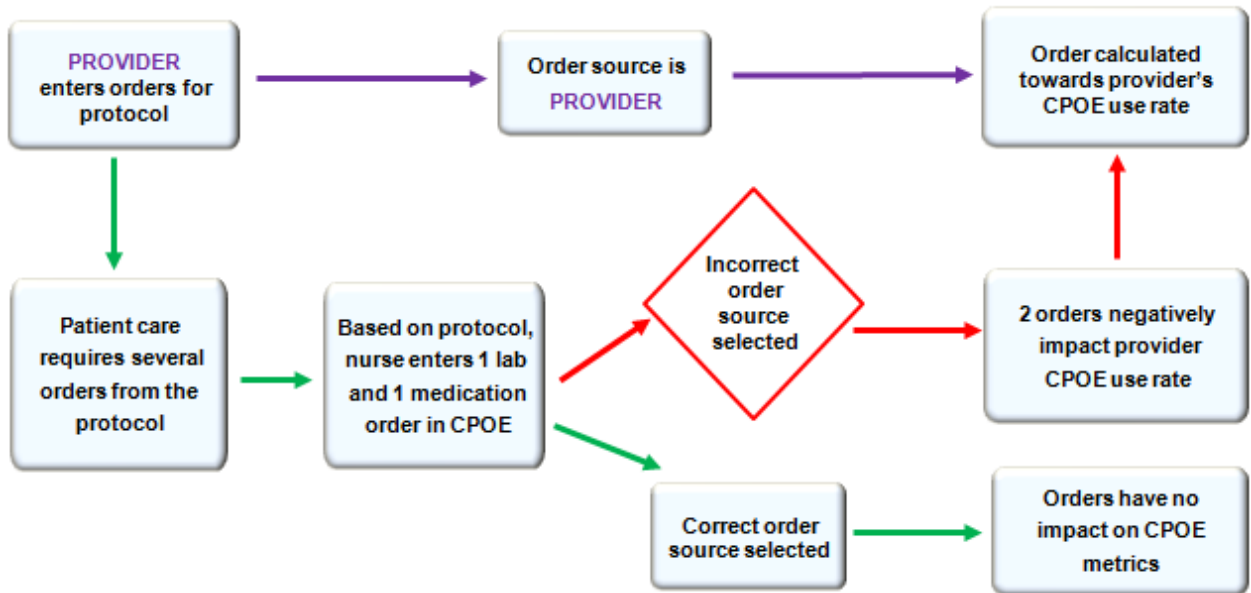 PROVIDER
enters orders for
protocol
Order source is
PROVIDER
Order calculated
towards provider's
CPOE use rate
Patient care
requires several
orders from the
protocol
Based on protocol,
nurse enters 1 lab
and 1 medication
order in CPOE
Incorrect
order
source
selected
2 orders negatively
impact provider
CPOE use rate
Correct order
source selected
Orders have no
impact on CPOE
metrics